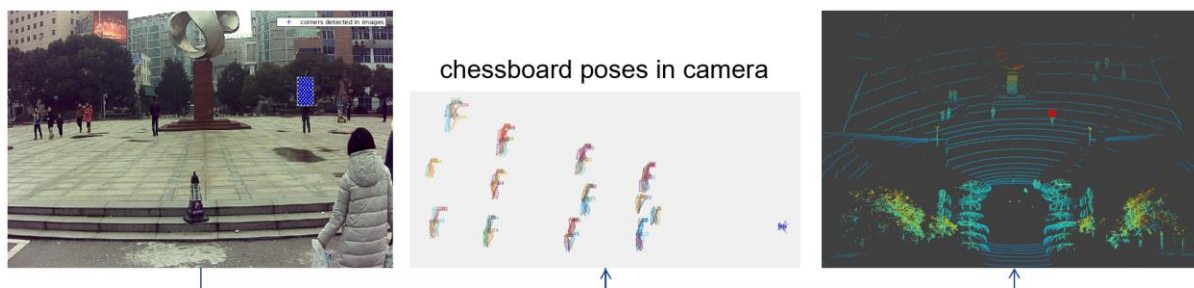 corners detected in images
chessboard poses in camera